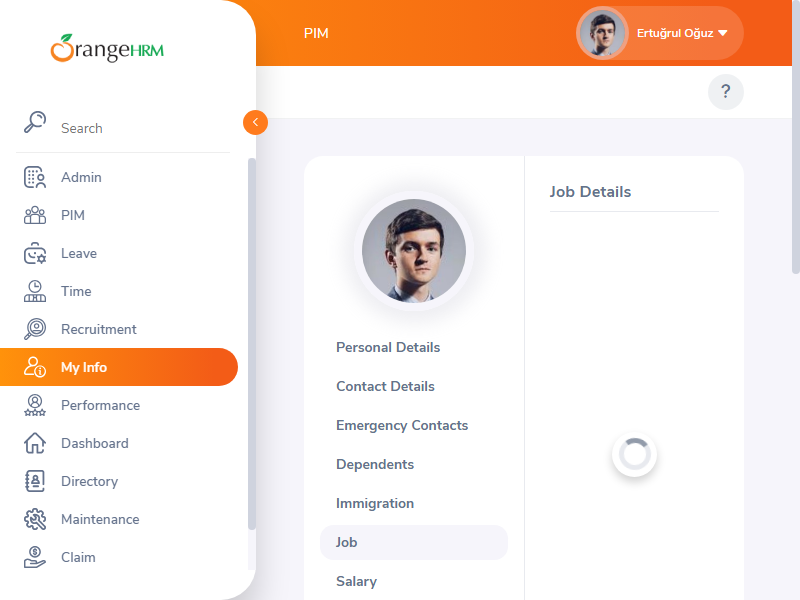 OrangeHRM
Search
Admin
PIM
Leave
Time
Recruitment
My Info
Performance
Dashboard
Directory
Maintenance
Claim
PIM
Ertuğrul Oğuz
?
Personal Details
Contact Details
Emergency Contacts
Dependents
Immigration
Job
Salary
Job Details